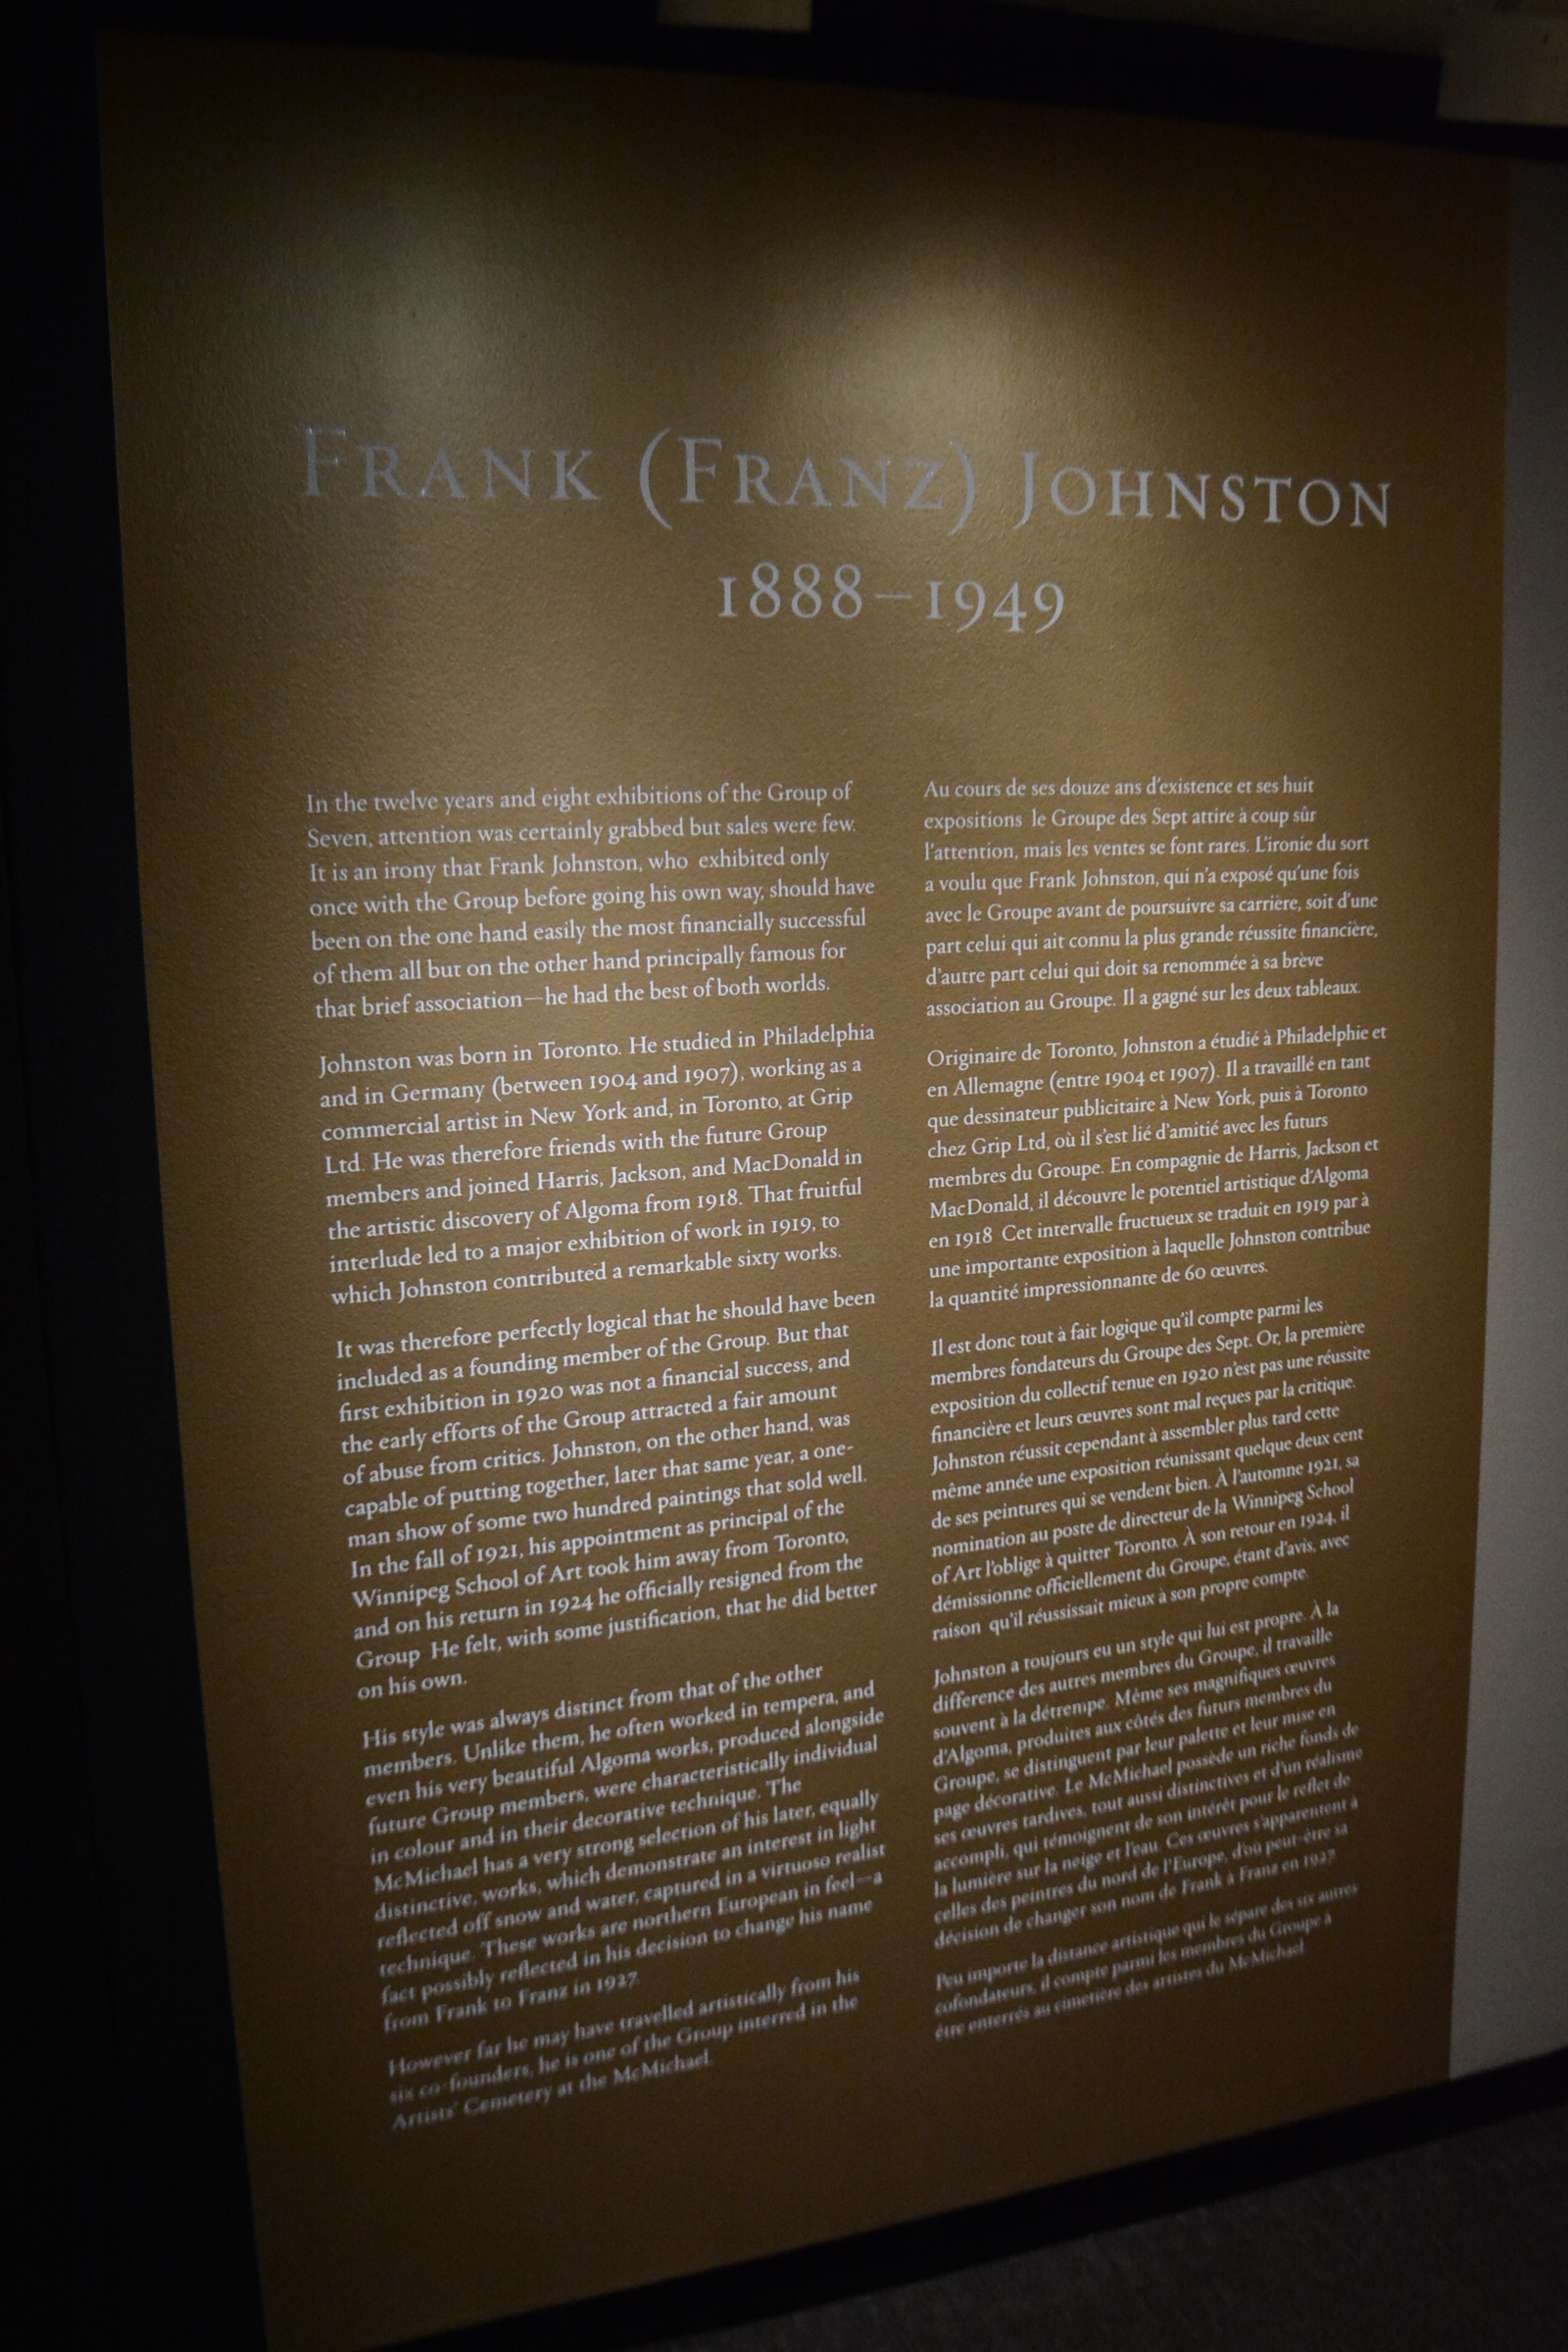 FRANK (FRANZ) JOHNSTON
1888–1949
In the twelve years and eight exhibitions of the Group of
Seven, attention was certainly grabbed but sales were few.
It is an irony that Frank Johnston, who exhibited only
once with the Group before going his own way, should have
been on the one hand easily the most financially successful
of them all but on the other hand principally famous for
that brief association—he had the best of both worlds.
Johnston was born in Toronto. He studied in Philadelphia
and in Germany (between 1904 and 1907), working as a
commercial artist in New York and, in Toronto, at Grip
Ltd. He was therefore friends with the future Group
members and joined Harris, Jackson, and MacDonald in
the artistic discovery of Algoma from 1918. That fruitful
interlude led to a major exhibition of work in 1919, to
which Johnston contributed a remarkable sixty works.
It was therefore perfectly logical that he should have been
included as a founding member of the Group. But that
first exhibition in 1920 was not a financial success, and
the early efforts of the Group attracted a fair amount
of abuse from critics. Johnston, on the other hand, was
capable of putting together, later that same year, a one-
man show of some two hundred paintings that sold well.
In the fall of 1921, his appointment as principal of the
Winnipeg School of Art took him away from Toronto,
and on his return in 1924 he officially resigned from the
Group He felt, with some justification, that he did better
on his own.
His style was always distinct from that of the other
members. Unlike them, he often worked in tempera, and
even his very beautiful Algoma works, produced alongside
future Group members, were characteristically individual
in colour and in their decorative technique. The
McMichael has a very strong selection of his later, equally
distinctive, works, which demonstrate an interest in light
reflected off snow and water, captured in a virtuoso realist
technique. These works are northern European in feel—a
fact possibly reflected in his decision to change his name
from Frank to Franz in 1927.
However far he may have travelled artistically from his
six co-founders, he is one of the Group interred in the
Artists' Cemetery at the McMichael.
Au cours de ses douze ans d'existence et ses huit
expositions le Groupe des Sept attire à coup sûr
l'attention, mais les ventes se font rares. L'ironie du sort
a voulu que Frank Johnston, qui n'a exposé qu'une fois
avec le Groupe avant de poursuivre sa carrière, soit d'une
part celui qui ait connu la plus grande réussite financière,
d'autre part celui qui doit sa renommée à sa brève
association au Groupe. Il a gagné sur les deux tableaux.
Originaire de Toronto, Johnston a étudié à Philadelphie et
en Allemagne (entre 1904 et 1907). Il a travaillé en tant
que dessinateur publicitaire à New York, puis à Toronto
chez Grip Ltd, où il s'est lié d'amitié avec les futurs
membres du Groupe. En compagnie de Harris, Jackson et
MacDonald, il découvre le potentiel artistique d'Algoma
en 1918 Cet intervalle fructueux se traduit en 1919 par à
une importante exposition à laquelle Johnston contribue
la quantité impressionnante de 60 œuvres.
Il est donc tout à fait logique qu'il compte parmi les
membres fondateurs du Groupe des Sept. Or, la première
exposition du collectif tenue en 1920 n'est pas une réussite
financière et leurs œuvres sont mal reçues par la critique.
Johnston réussit cependant à assembler plus tard cette
même année une exposition réunissant quelque deux cent
de ses peintures qui se vendent bien. À l'automne 1921, sa
nomination au poste de directeur de la Winnipeg School
of Art l'oblige à quitter Toronto. À son retour en 1924, il
démissionne officiellement du Groupe, étant d'avis, avec
raison qu'il réussissait mieux à son propre compte.
Johnston a toujours eu un style qui lui est propre. À la
difference des autres membres du Groupe, il travaille
souvent à la détrempe. Même ses magnifiques œuvres
d'Algoma, produites aux côtés des futurs membres du
Groupe, se distinguent par leur palette et leur mise en
page décorative. Le McMichael possède un riche fonds de
ses œuvres tardives, tout aussi distinctives et d'un réalisme
accompli, qui témoignent de son intérêt pour le reflet de
la lumière sur la neige et l'eau. Ces œuvres s'apparentent à
celles des peintres du nord de l'Europe, d'où peut-être sa
décision de changer son nom de Frank à Franz en 1927.
Peu importe la distance artistique qui le sépare des six autres
cofondateurs, il compte parmi les membres du Groupe à
être enterrés au cimetière des artistes du McMichael.